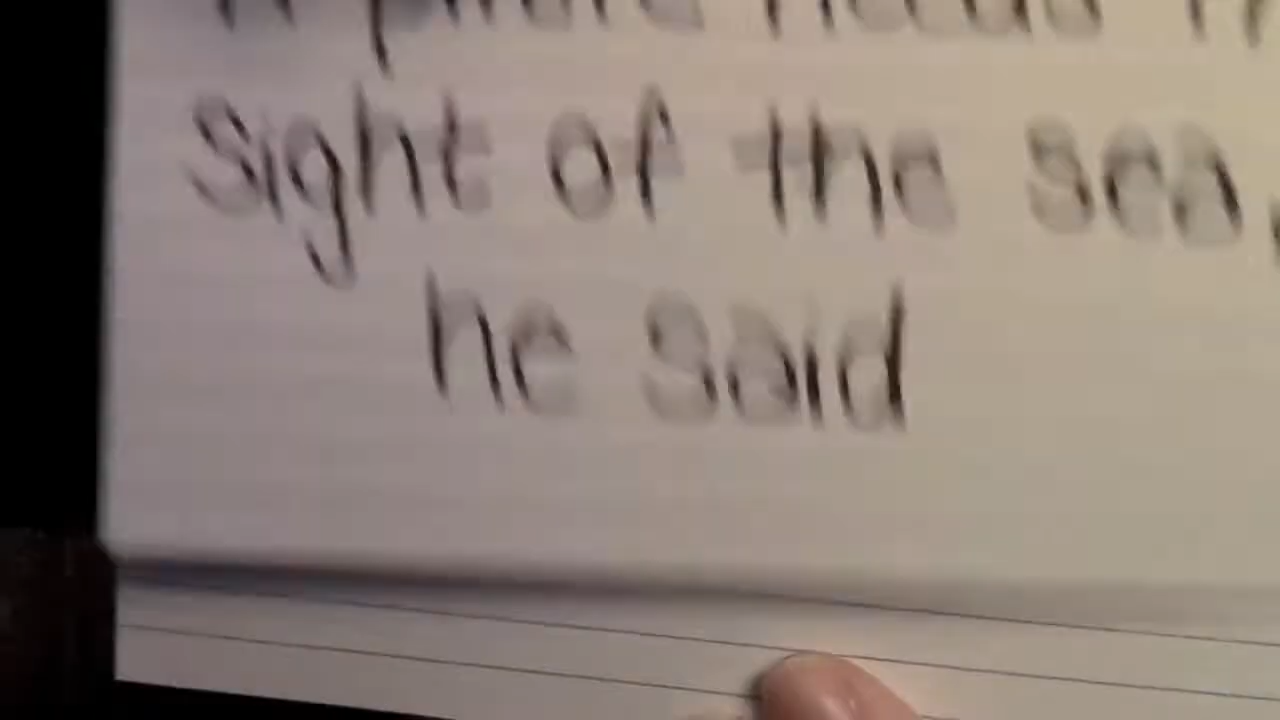 sight of the sea,
he said